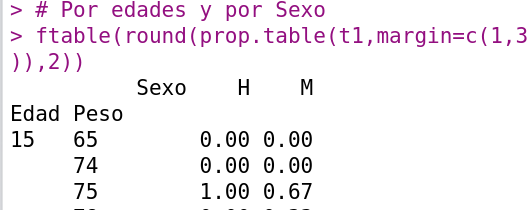 > # Por edades y por Sexo
> ftable(round(prop.table(t1,margin=c(1,3
)),2))
Sexo H M
Edad Peso
15 65 0.00 0.00
74 0.00 0.00
75 1.00 0.67